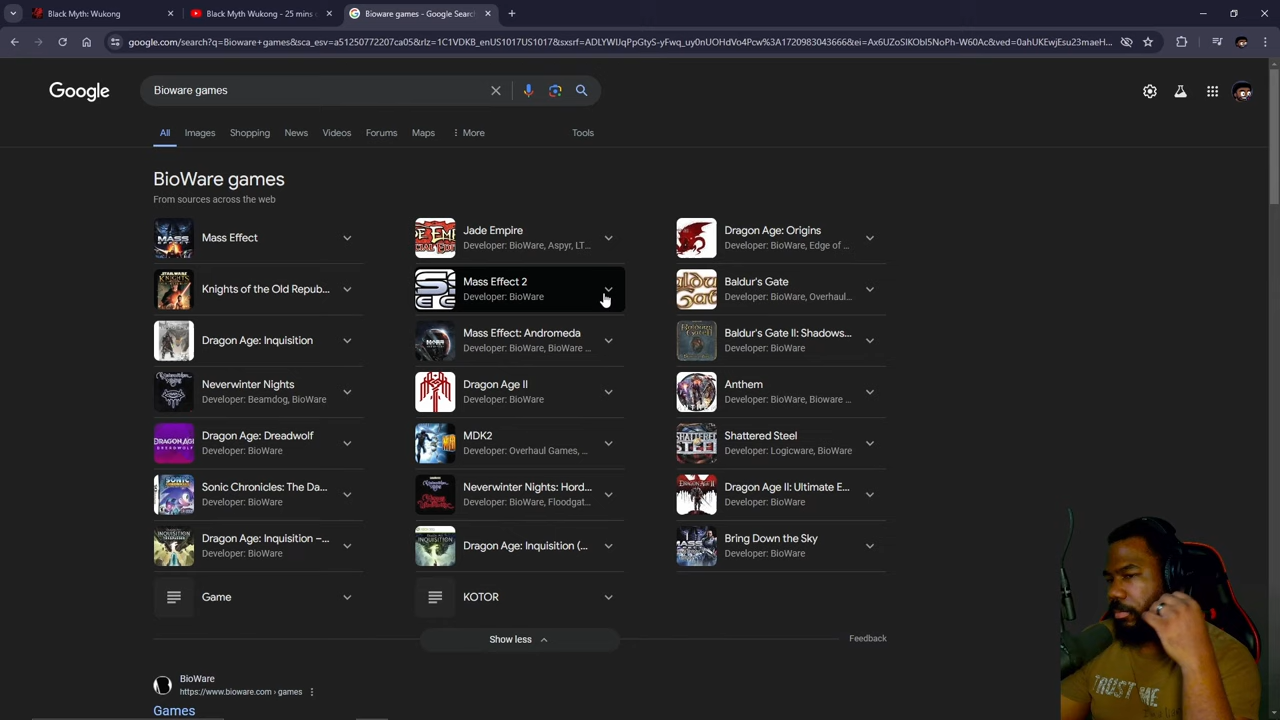 Black Myth: Wukong
Black Myth Wukong - 25 mins
Bioware games - Google Search
google.com/search?q=Bioware+games&sca_esv=a51250772207ca05&rlz=1C1VDKB_enUS1017US1017&sxsrf=
Google
Bioware games
All
Images
Shopping
News
Videos
Forums
Maps
More
Tools
BioWare games
From sources across the web
Mass Effect
Jade Empire
Developer: BioWare, Aspyr, LT...
Dragon Age: Origins
Developer: BioWare, Edge of ...
Knights of the Old Repub...
Mass Effect 2
Developer: BioWare
Baldur's Gate
Developer: BioWare, Overhaul...
Dragon Age: Inquisition
Mass Effect: Andromeda
Developer: BioWare, BioWare ...
Baldur's Gate II: Shadows...
Developer: BioWare
Neverwinter Nights
Developer: Beamdog, BioWare
Dragon Age II
Developer: BioWare
Anthem
Developer: BioWare, Bioware ...
Dragon Age: Dreadwolf
Developer: BioWare
MDK2
Developer: Overhaul Games, ...
Shattered Steel
Developer: Logicware, BioWare
Sonic Chronicles: The Da...
Developer: BioWare
Neverwinter Nights: Hord...
Developer: BioWare, Floodgat...
Dragon Age II: Ultimate E...
Developer: BioWare
Dragon Age: Inquisition –...
Developer: BioWare
Dragon Age: Inquisition (...
Bring Down the Sky
Developer: BioWare
Game
KOTOR
Show less
Feedback
BioWare
https://www.bioware.com › games
Games
TRUST ME